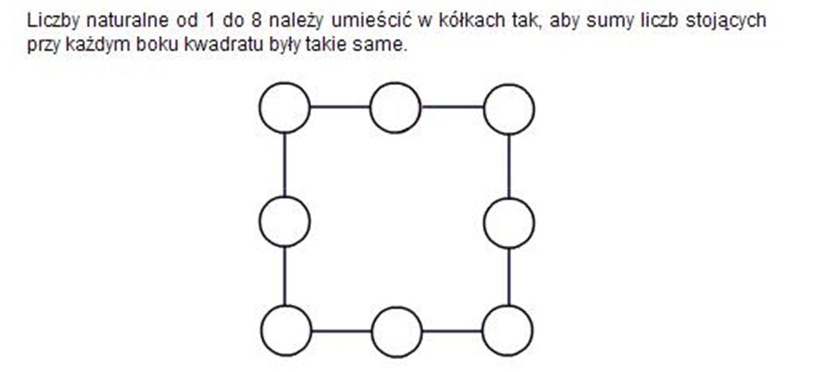 Liczby naturalne od 1 do 8 należy umieścić w kółkach tak, aby sumy liczb stojących
przy każdym boku kwadratu były takie same.